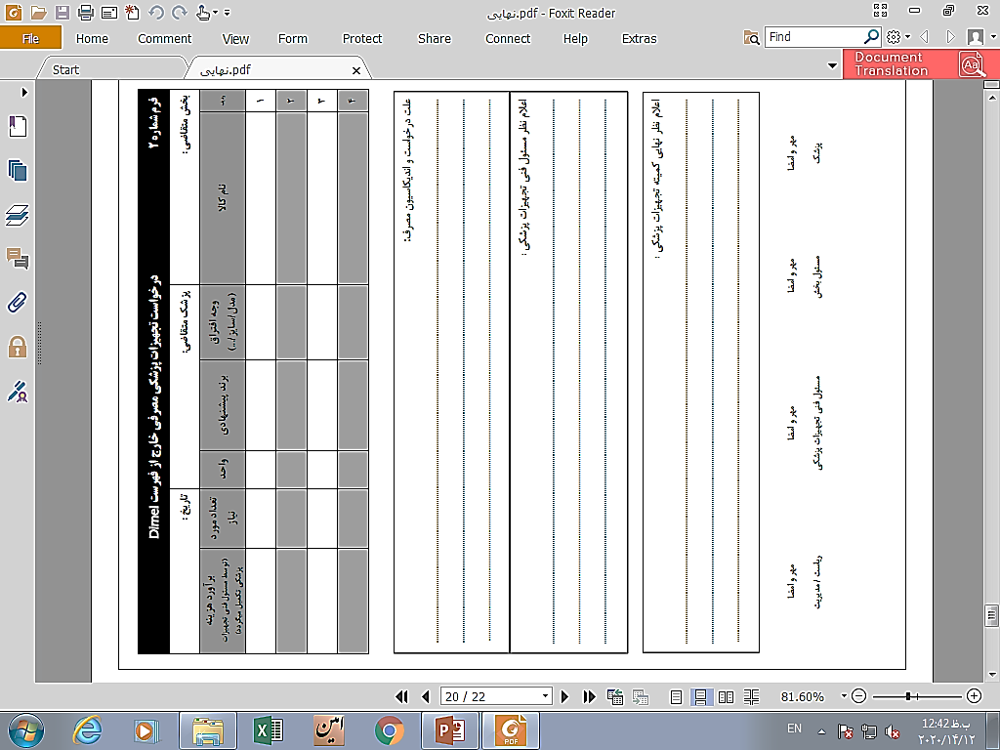 نهایی.pdf - Foxit Reader
File Home Comment View Form Protect Share Connect Help Extras
Find
Start
نهایی.pdf
Document Translation
فرم شماره ۲ درخواست تجهیزات پزشکی مصرفی خارج از فهرست Dimel
بخش متقاضی: پزشک متقاضی: تاریخ:
نام کالا
وجه افتراق (مدل/سایز/..)
برند پیشنهادی
واحد
تعداد مورد نیاز
برآورد هزینه (توسط مسئول فنی تجهیزات پزشکی تکمیل میگردد)
۱
۲
۳
۴
علت درخواست و اندیکاسیون مصرف:
اعلام نظر مسئول فنی تجهیزات پزشکی :
اعلام نظر نهایی کمیته تجهیزات پزشکی :
مهر و امضا مهر و امضا مهر و امضا مهر و امضا
پزشک مسئول بخش مسئول فنی تجهیزات پزشکی ریاست / مدیریت
20 / 22
81.60%
امین
PDF
EN
12:42 ب.ظ